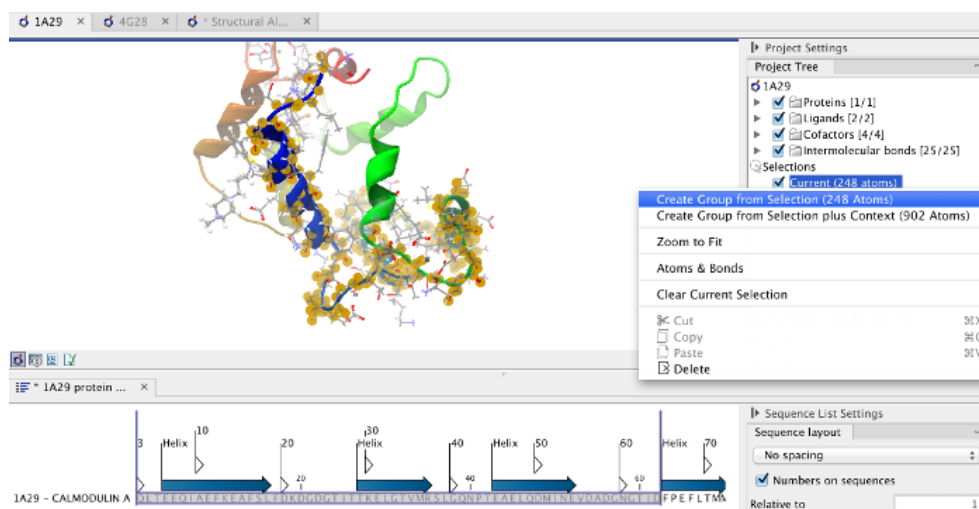 1A29 × 4G28 × * Structural Al... ×
Project Settings
Project Tree
1A29
Proteins [1/1]
Ligands [2/2]
Cofactors [4/4]
Intermolecular bonds [25/25]
Selections
Current (248 atoms)
Create Group from Selection (248 Atoms)
Create Group from Selection plus Context (902 Atoms)
Zoom to Fit
Atoms & Bonds
Clear Current Selection
Cut ⌘X
Copy ⌘C
Paste ⌘V
Delete
* 1A29 protein ... ×
Sequence List Settings
Sequence layout
No spacing
Numbers on sequences
Relative to 1
3 Helix 10 20 30 Helix 40 Helix 50 60 Helix 70
20 40 60
1A29 - CALMODULIN A QLTEEQIAEFKEAFSLFDKDGDGTITTKELGTVMRSLGQNPTEAELQDMINEVDADGNGTIDFPEFLTM